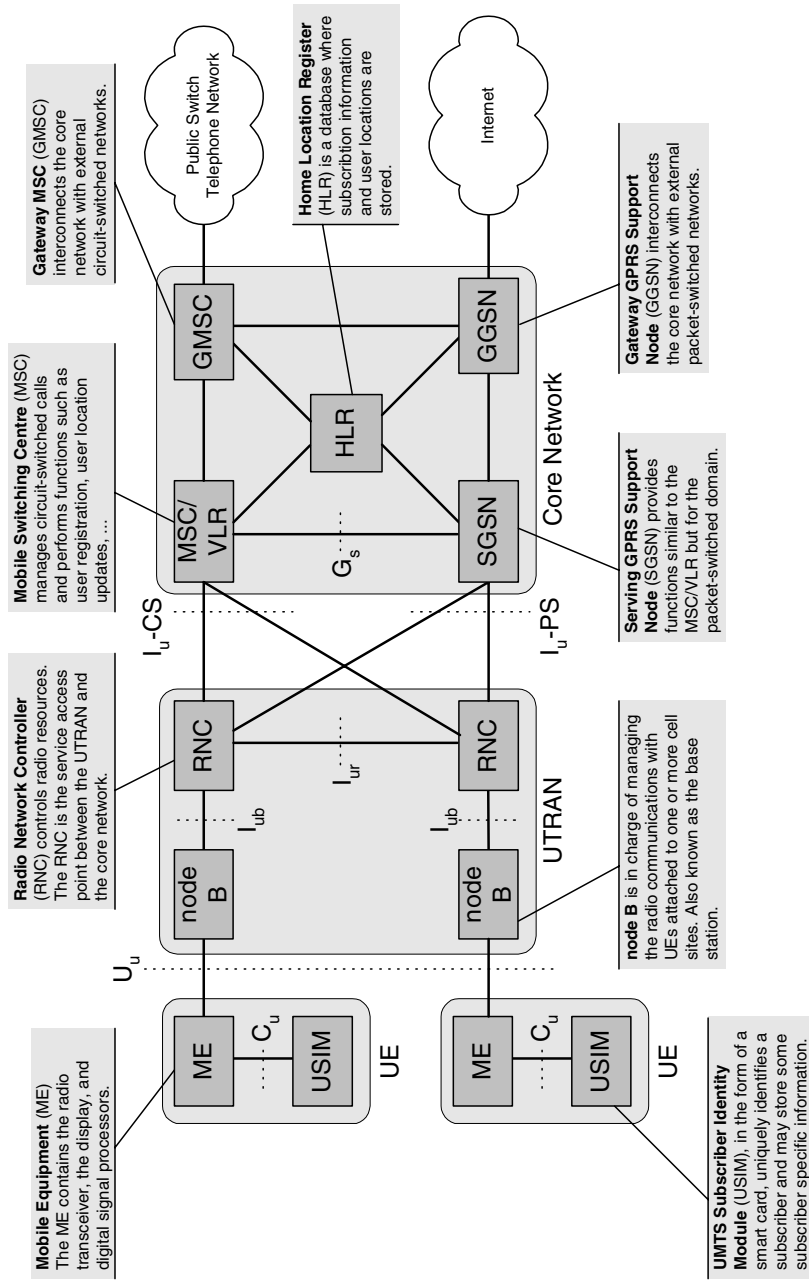 Mobile Equipment (ME)
The ME contains the radio
transceiver, the display, and
digital signal processors.
Radio Network Controller
(RNC) controls radio resources.
The RNC is the service access
point between the UTRAN and
the core network.
Mobile Switching Centre (MSC)
manages circuit-switched calls
and performs functions such as
user registration, user location
updates, ...
Gateway MSC (GMSC)
interconnects the core
network with external
circuit-switched networks.
Uu
Iu-CS
ME
Cu
USIM
UE
node
B
Iub
RNC
MSC/
VLR
GMSC
Public Switch
Telephone Network
Iur
Gs
HLR
Home Location Register
(HLR) is a database where
subscribtion information
and user locations are
stored.
ME
Cu
USIM
UE
node
B
Iub
RNC
UTRAN
Iu-PS
SGSN
GGSN
Core Network
Internet
UMTS Subscriber Identity
Module (USIM), in the form of a
smart card, uniquely identifies a
subscriber and may store some
subscriber specific information.
node B is in charge of managing
the radio communications with
UEs attached to one or more cell
sites. Also known as the base
station.
Serving GPRS Support
Node (SGSN) provides
functions similar to the
MSC/VLR but for the
packet-switched domain.
Gateway GPRS Support
Node (GGSN) interconnects
the core network with external
packet-switched networks.